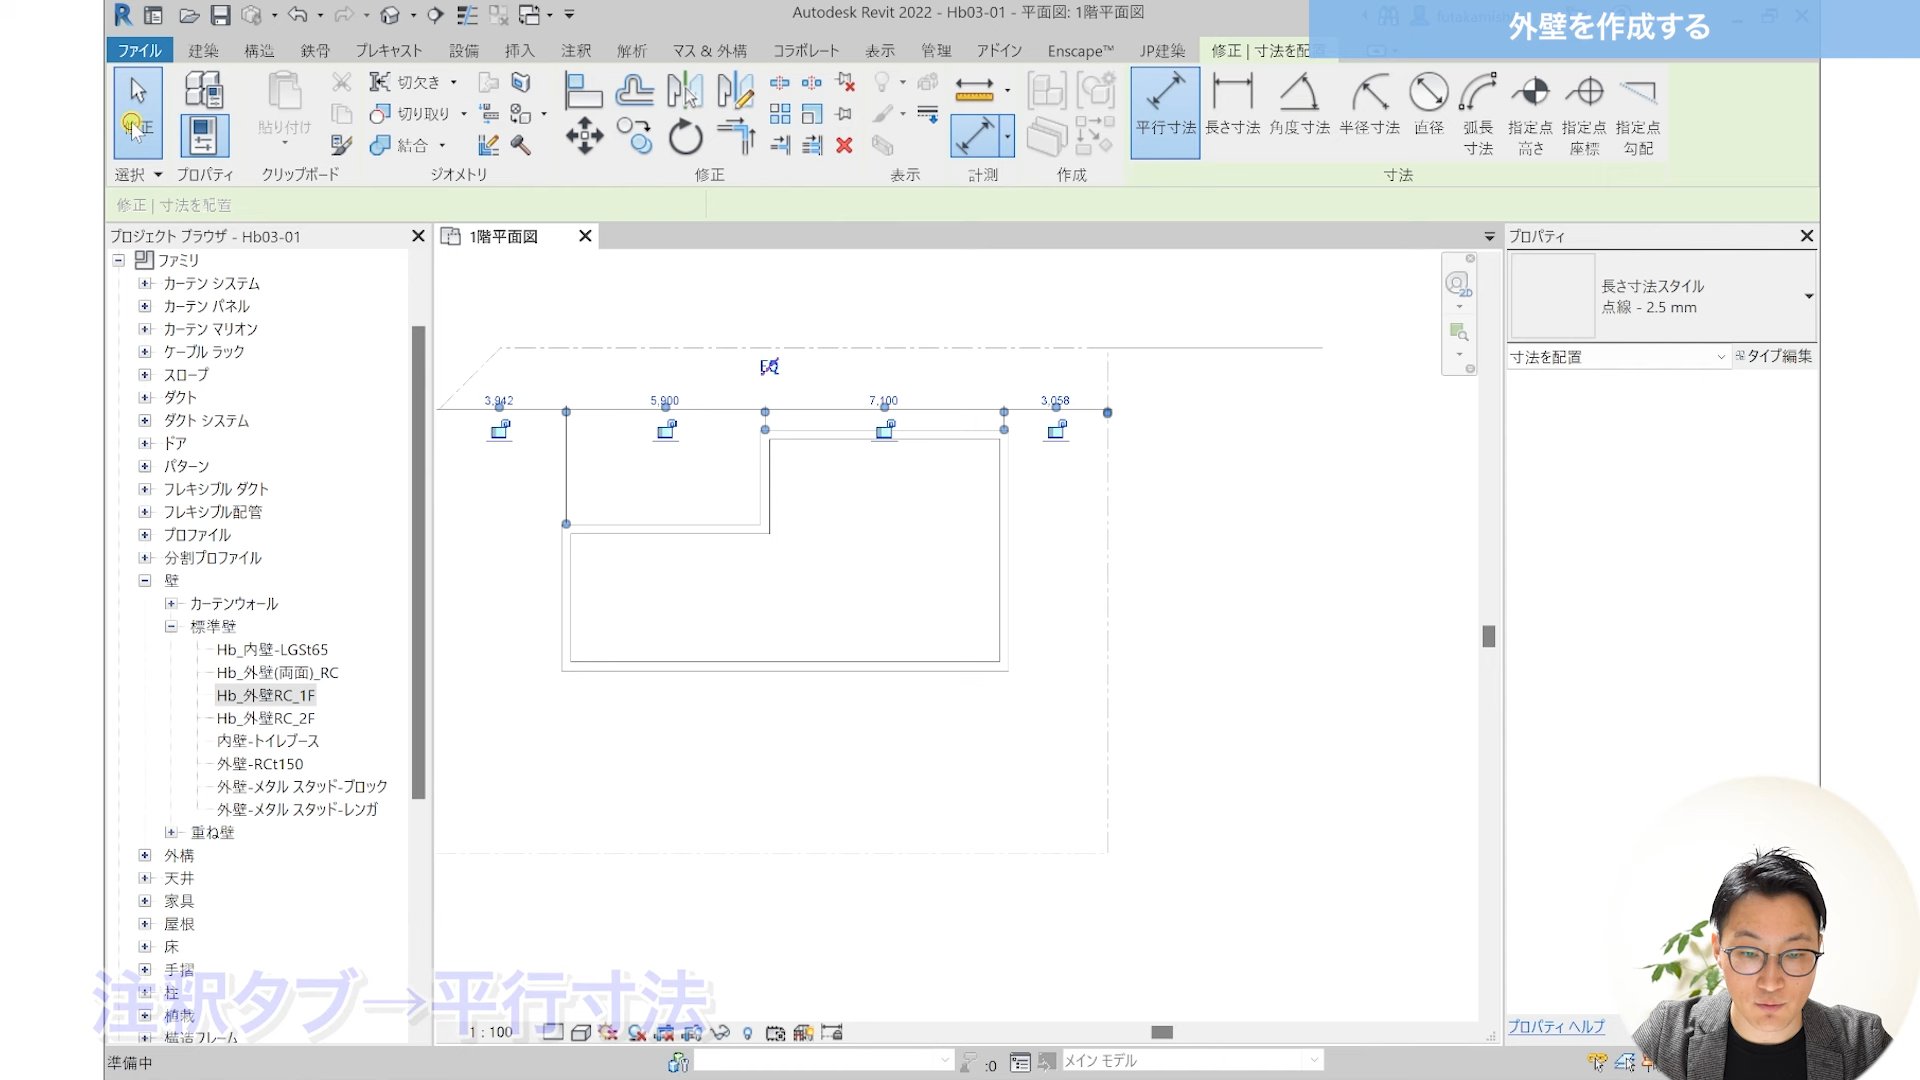 Autodesk Revit 2022 - Hb03-01 - 平面図: 1階平面図
外壁を作成する
ファイル 建築 構造 鉄骨 プレキャスト 設備 挿入 注釈 解析 マス & 外構 コラボレート 表示 管理 アドイン Enscape™ JP建築 修正 | 寸法を配
修正
貼り付け
切欠き
切り取り
結合
平行寸法 長さ寸法 角度寸法 半径寸法 直径 弧長寸法 指定点高さ 指定点座標 指定点勾配
選択 プロパティ クリップボード ジオメトリ 修正 表示 計測 作成 寸法
修正 | 寸法を配置
プロジェクト ブラウザ - Hb03-01
1階平面図
プロパティ
ファミリ
カーテン システム
カーテン パネル
カーテン マリオン
ケーブル ラック
スロープ
ダクト
ダクト システム
ドア
パターン
フレキシブル ダクト
フレキシブル配管
プロファイル
分割プロファイル
壁
カーテンウォール
標準壁
Hb_内壁-LGSt65
Hb_外壁(両面)_RC
Hb_外壁RC_1F
Hb_外壁RC_2F
内壁-トイレブース
外壁-RCt150
外壁-メタル スタッド-ブロック
外壁-メタル スタッド-レンガ
重ね壁
外構
天井
家具
屋根
床
手摺
柱
植栽
構造フレーム
EQ
3,942 5,900 7,100 3,058
2D
長さ寸法スタイル
点線 - 2.5 mm
寸法を配置
タイプ編集
注釈タブ→平行寸法
1 : 100
プロパティ ヘルプ
準備中
:0
メイン モデル